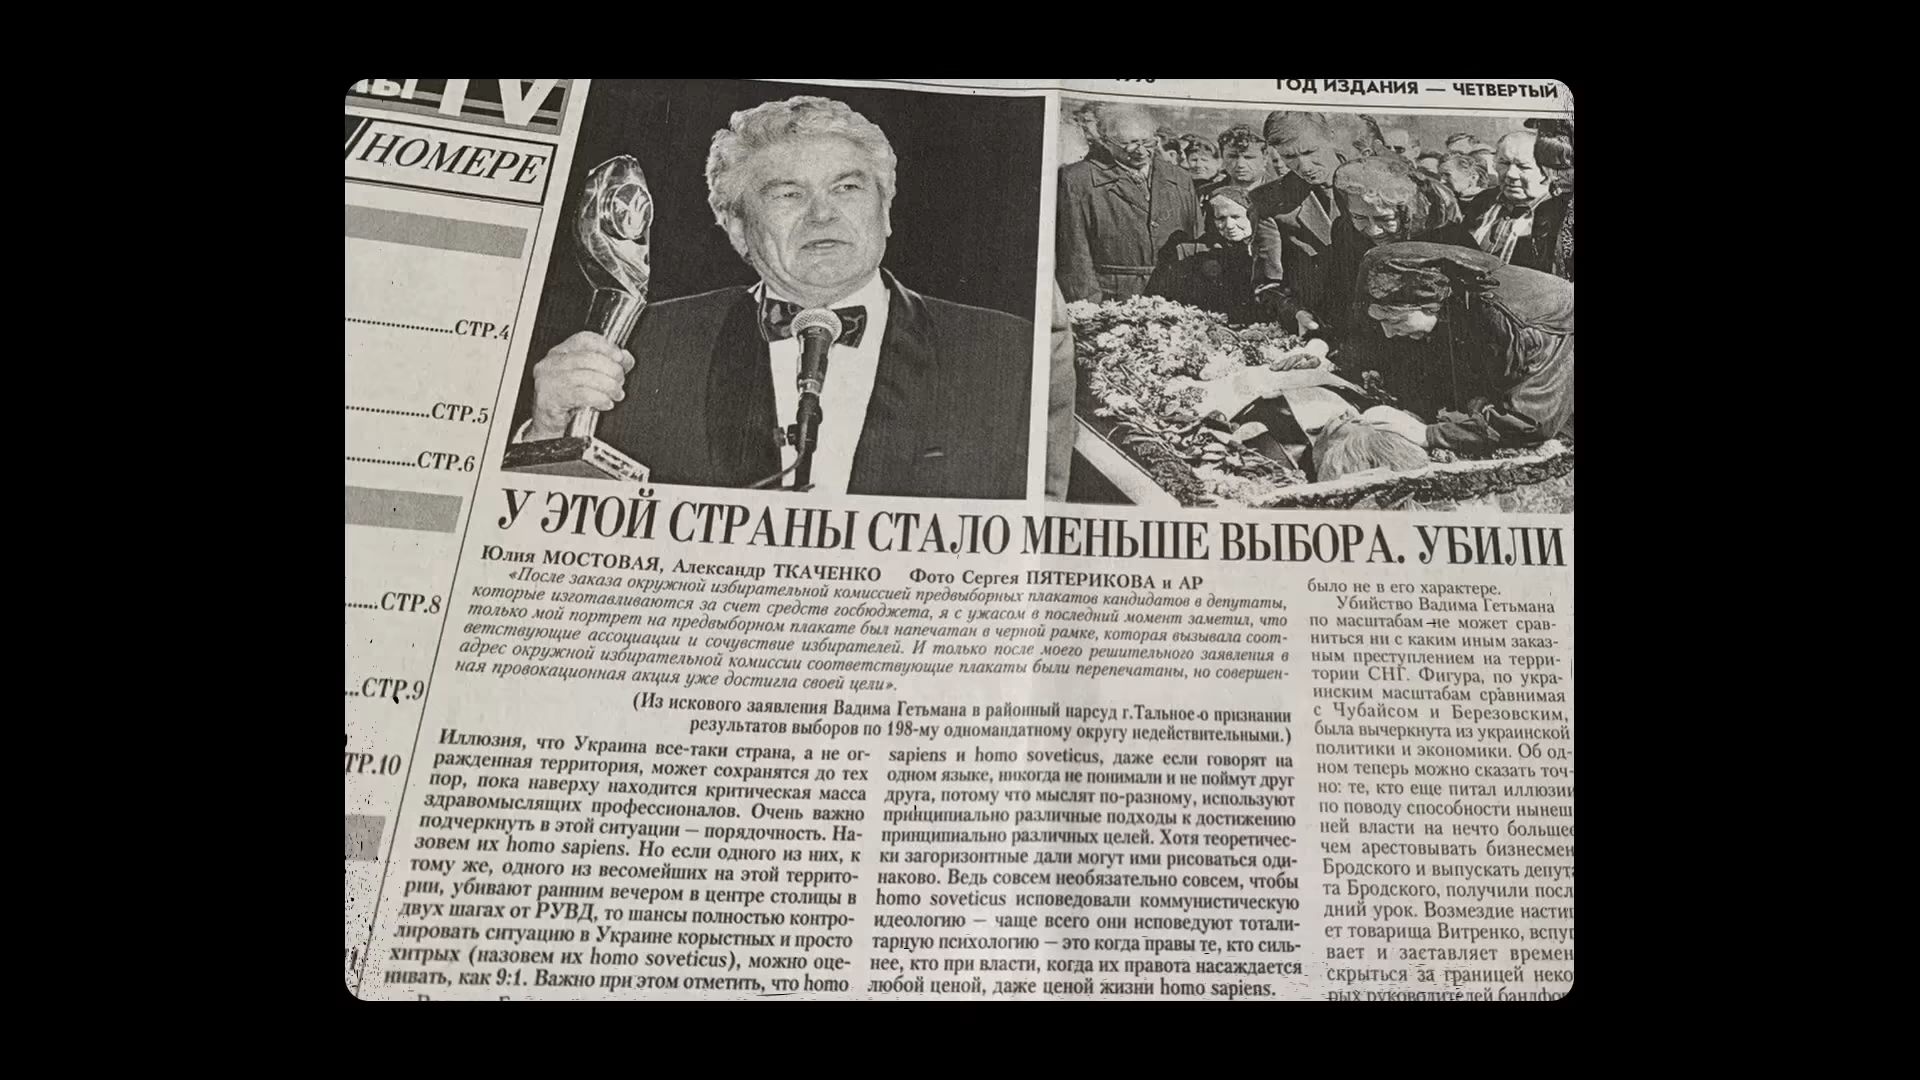 TV
ГОД ИЗДАНИЯ — ЧЕТВЕРТЫЙ
НОМЕРЕ
СТР.4
СТР.5
СТР.6
СТР.8
СТР.9
ТР.10
У ЭТОЙ СТРАНЫ СТАЛО МЕНЬШЕ ВЫБОРА. УБИЛИ
Юлия МОСТОВАЯ, Александр ТКАЧЕНКО Фото Сергея ПЯТЕРИКОВА и АР
«После заказа окружной избирательной комиссией предвыборных плакатов кандидатов в депутаты,
которые изготавливаются за счет средств госбюджета, я с ужасом в последний момент заметил, что
только мой портрет на предвыборном плакате был напечатан в черной рамке, которая вызывала соот-
ветствующие ассоциации и сочувствие избирателей. И только после моего решительного заявления в
адрес окружной избирательной комиссии соответствующие плакаты были перепечатаны, но совершен-
ная провокационная акция уже достигла своей цели».
(Из искового заявления Вадима Гетьмана в районный нарсуд г.Тальное о признании
результатов выборов по 198-му одномандатному округу недействительными.)
Иллюзия, что Украина все-таки страна, а не ог-
ражденная территория, может сохранятся до тех
пор, пока наверху находится критическая масса
здравомыслящих профессионалов. Очень важно
подчеркнуть в этой ситуации — порядочность. На-
зовем их homo sapiens. Но если одного из них, к
тому же, одного из весомейших на этой террито-
рии, убивают ранним вечером в центре столицы в
двух шагах от РУВД, то шансы полностью контро-
лировать ситуацию в Украине корыстных и просто
хитрых (назовем их homo soveticus), можно оце-
нивать, как 9:1. Важно при этом отметить, что homo
sapiens и homo soveticus, даже если говорят на
одном языке, никогда не понимали и не поймут друг
друга, потому что мыслят по-разному, используют
принципиально различные подходы к достижению
принципиально различных целей. Хотя теоретичес-
ки загоризонтные дали могут ими рисоваться оди-
наково. Ведь совсем необязательно совсем, чтобы
homo soveticus исповедовали коммунистическую
идеологию — чаще всего они исповедуют тотали-
тарную психологию — это когда правы те, кто силь-
нее, кто при власти, когда их правота насаждается
любой ценой, даже ценой жизни homo sapiens.
было не в его характере.
Убийство Вадима Гетьмана
по масштабам не может срав-
ниться ни с каким иным заказ-
ным преступлением на терри-
тории СНГ. Фигура, по укра-
инским масштабам сравнимая
с Чубайсом и Березовским,
была вычеркнута из украинской
политики и экономики. Об од-
ном теперь можно сказать точ-
но: те, кто еще питал иллюзии
по поводу способности нынеш
ней власти на нечто большее
чем арестовывать бизнесмен
Бродского и выпускать депут
та Бродского, получили посл
дний урок. Возмездие насти
ет товарища Витренко, вспу
вает и заставляет времен
скрыться за границей неко
рых руководителей бандфо